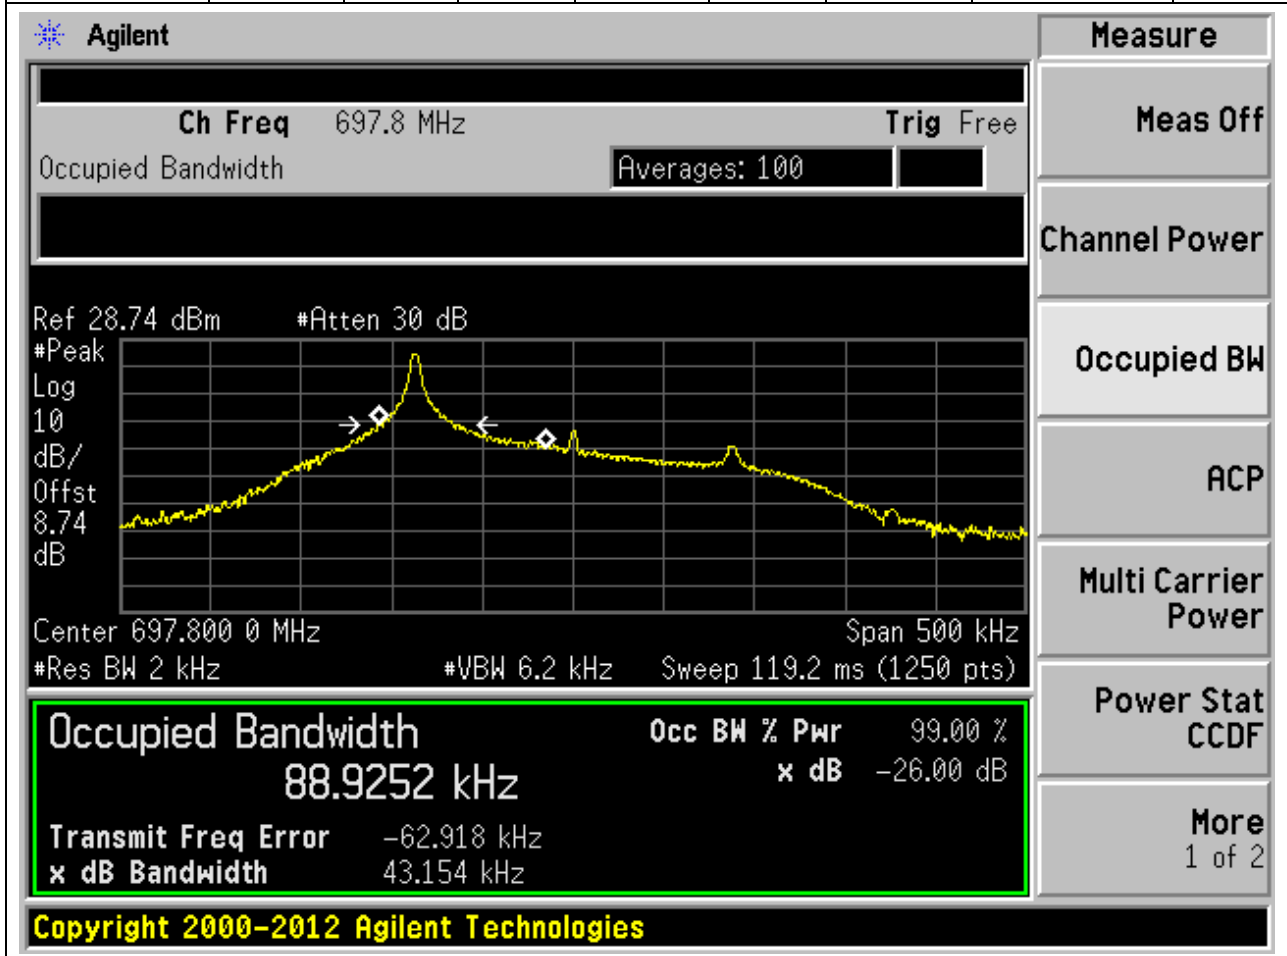 Agilent
Measure
Ch Freq 697.8 MHz Trig Free
Meas Off
Occupied Bandwidth Averages: 100
Channel Power
Ref 28.74 dBm #Atten 30 dB
#Peak
Log
10
dB/
Offst
8.74
dB
Occupied BW
ACP
Center 697.800 0 MHz Span 500 kHz
#Res BW 2 kHz #VBW 6.2 kHz Sweep 119.2 ms (1250 pts)
Multi Carrier
Power
Occupied Bandwidth Occ BW % Pwr 99.00 %
88.9252 kHz x dB -26.00 dB
Power Stat
CCDF
Transmit Freq Error -62.918 kHz
x dB Bandwidth 43.154 kHz
More
1 of 2
Copyright 2000-2012 Agilent Technologies